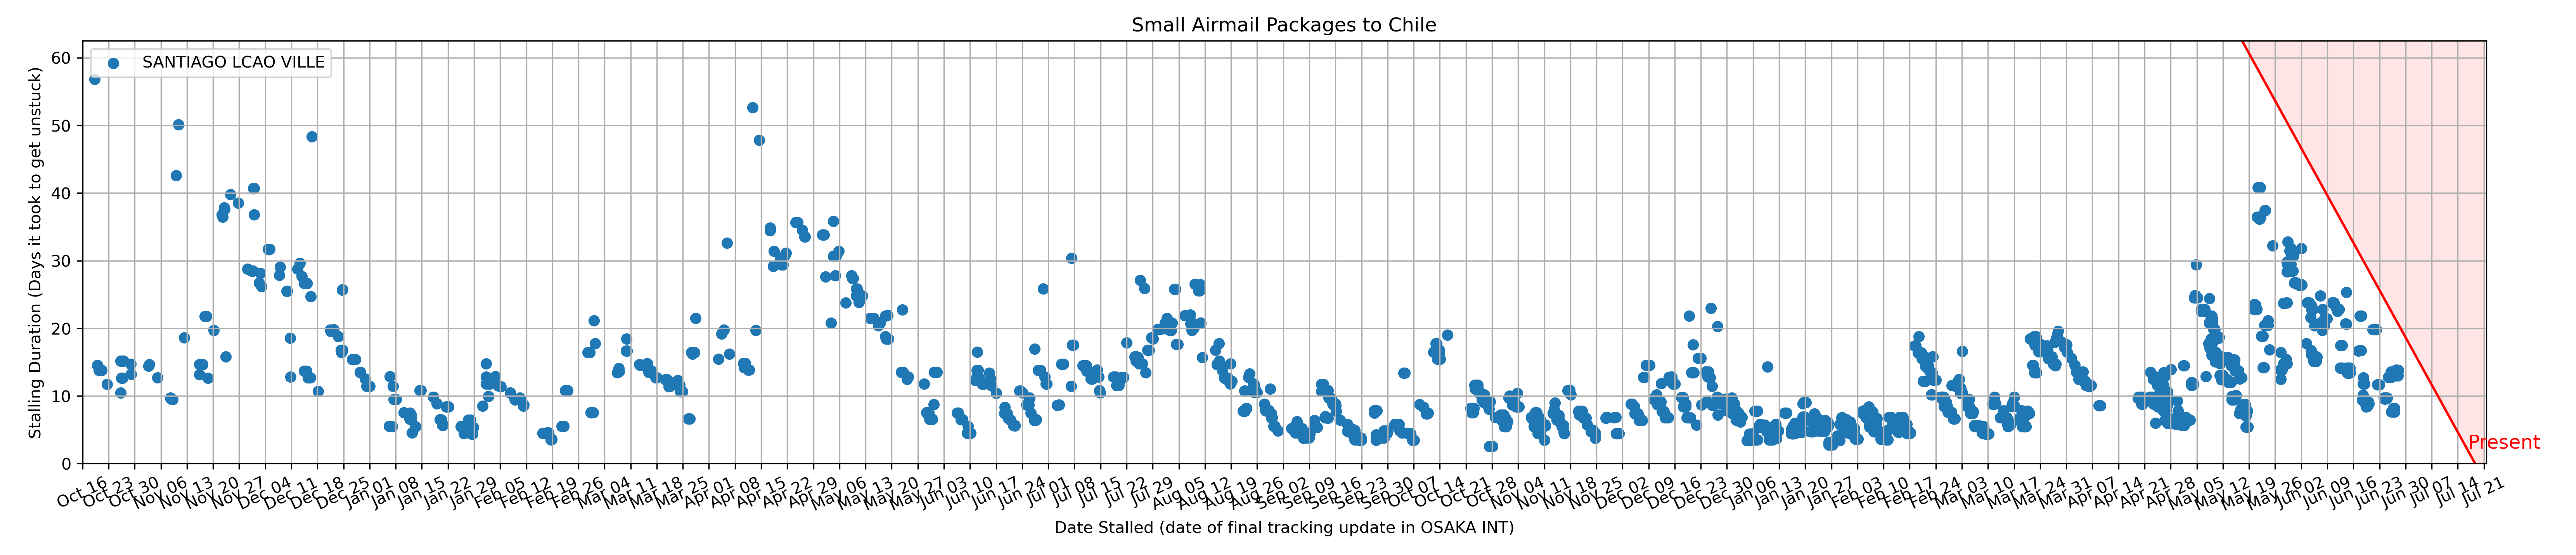 Small Airmail Packages to Chile
SANTIAGO LCAO VILLE
Stalling Duration (Days it took to get unstuck)
60
50
40
30
20
10
0
Present
Oct 16 Oct 23 Oct 30 Nov 06 Nov 13 Nov 20 Nov 27 Dec 04 Dec 11 Dec 18 Dec 25 Jan 01 Jan 08 Jan 15 Jan 22 Jan 29 Feb 05 Feb 12 Feb 19 Feb 26 Mar 04 Mar 11 Mar 18 Mar 25 Apr 01 Apr 08 Apr 15 Apr 22 Apr 29 May 06 May 13 May 20 May 27 Jun 03 Jun 10 Jun 17 Jun 24 Jul 01 Jul 08 Jul 15 Jul 22 Jul 29 Aug 05 Aug 12 Aug 19 Aug 26 Sep 02 Sep 09 Sep 16 Sep 23 Sep 30 Oct 07 Oct 14 Oct 21 Oct 28 Nov 04 Nov 11 Nov 18 Nov 25 Dec 02 Dec 09 Dec 16 Dec 23 Dec 30 Jan 06 Jan 13 Jan 20 Jan 27 Feb 03 Feb 10 Feb 17 Feb 24 Mar 03 Mar 10 Mar 17 Mar 24 Mar 31 Apr 07 Apr 14 Apr 21 Apr 28 May 05 May 12 May 19 May 26 Jun 02 Jun 09 Jun 16 Jun 23 Jun 30 Jul 07 Jul 14 Jul 21
Date Stalled (date of final tracking update in OSAKA INT)